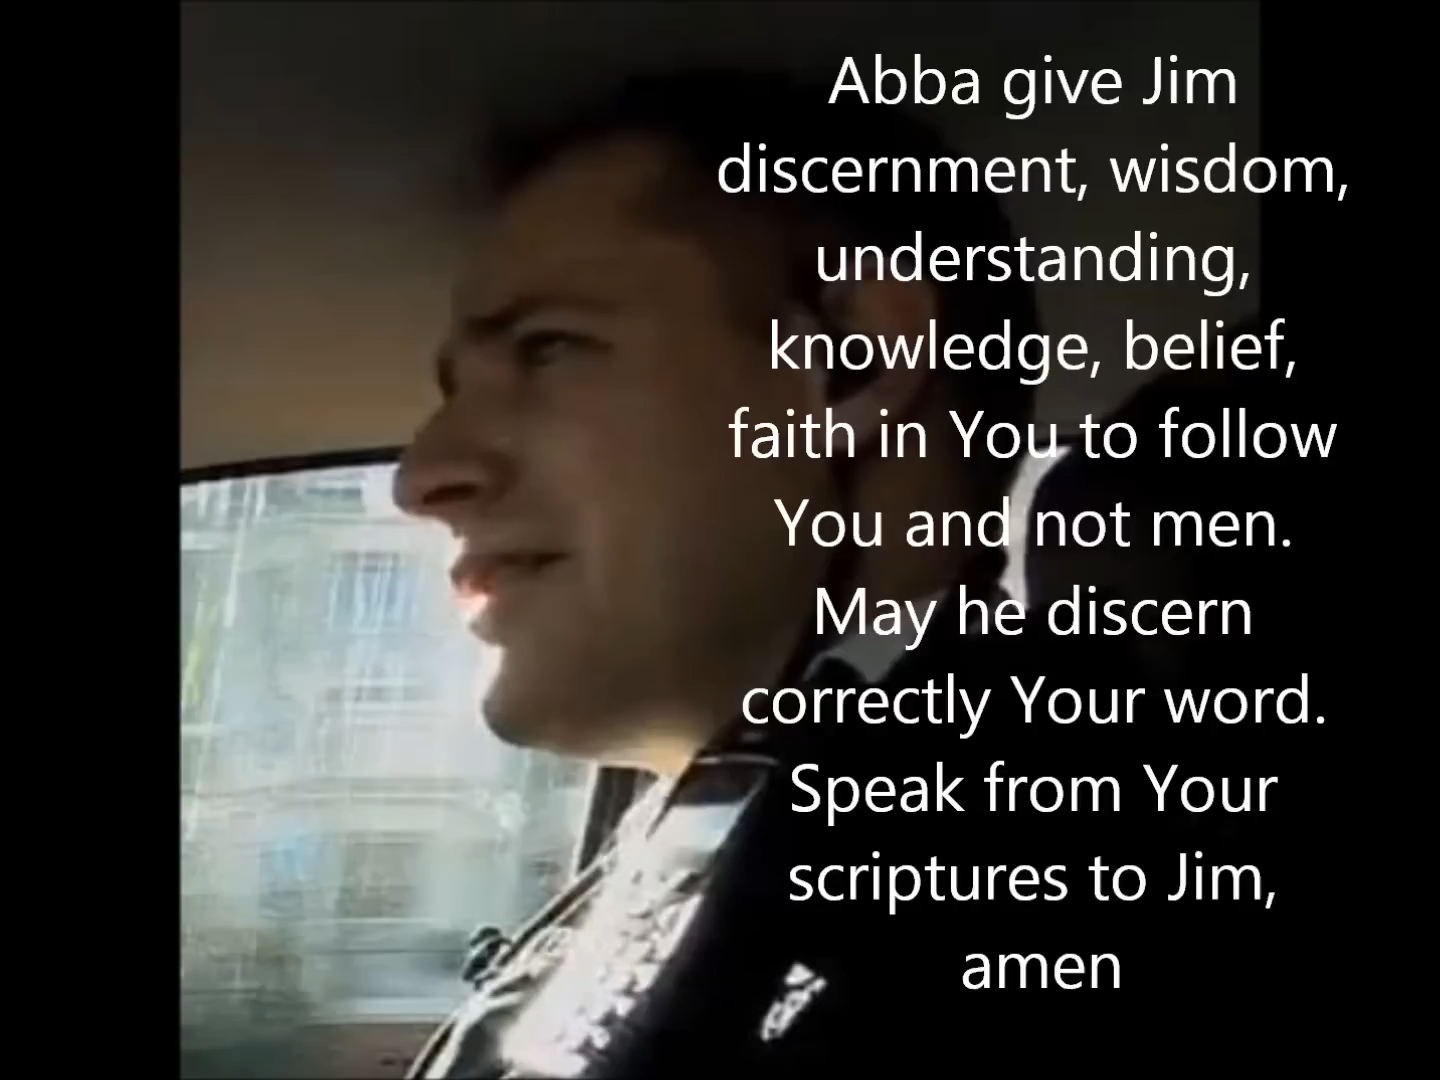 Abba give Jim
discernment, wisdom,
understanding,
knowledge, belief,
faith in You to follow
You and not men.
May he discern
correctly Your word.
Speak from Your
scriptures to Jim,
amen